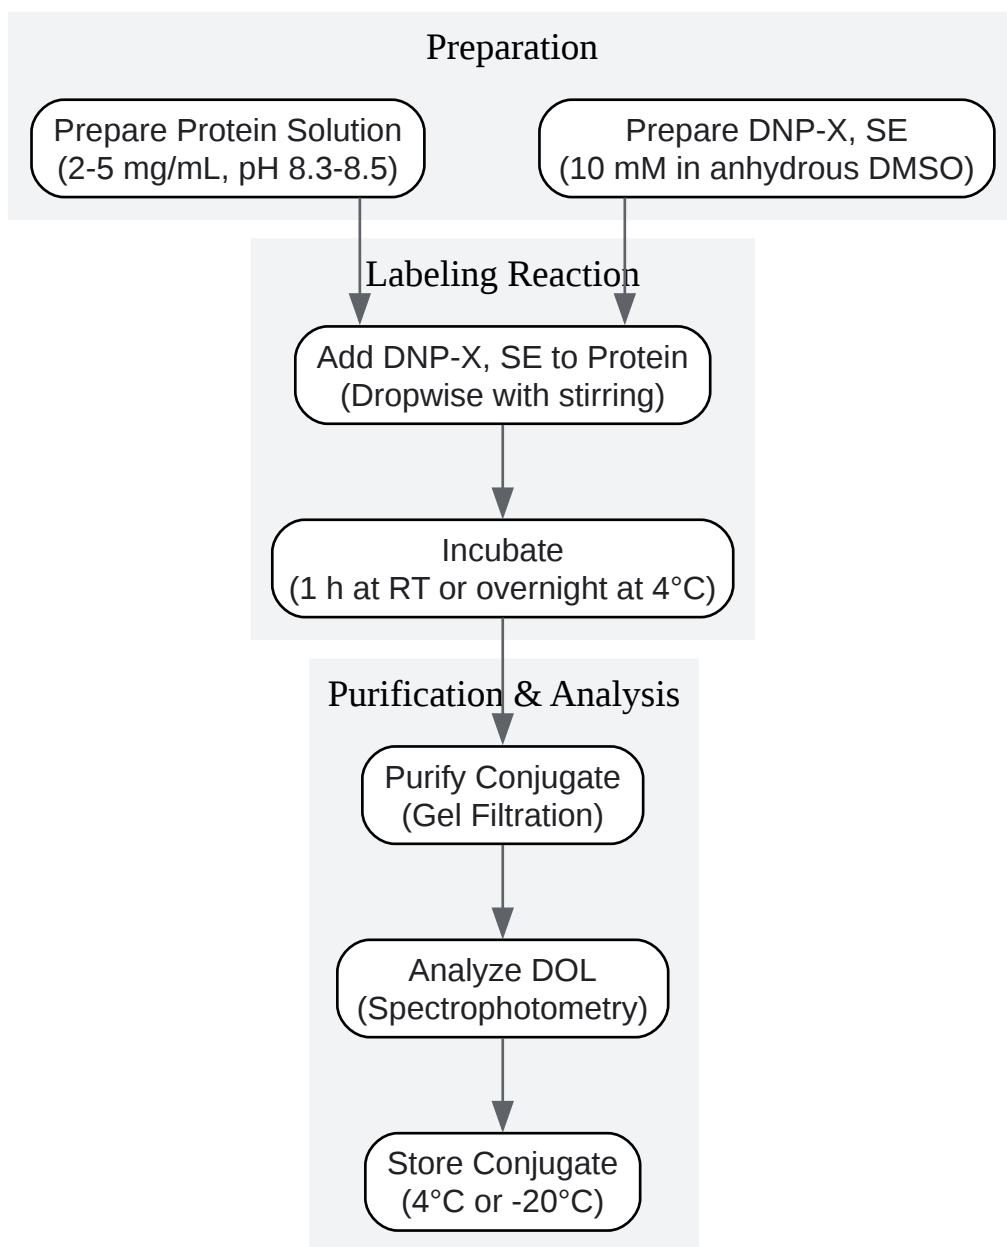 Preparation
Prepare Protein Solution
(2-5 mg/mL, pH 8.3-8.5)
Prepare DNP-X, SE
(10 mM in anhydrous DMSO)
Labeling Reaction
Add DNP-X, SE to Protein
(Dropwise with stirring)
Incubate
(1 h at RT or overnight at 4°C)
Purification & Analysis
Purify Conjugate
(Gel Filtration)
Analyze DOL
(Spectrophotometry)
Store Conjugate
(4°C or -20°C)